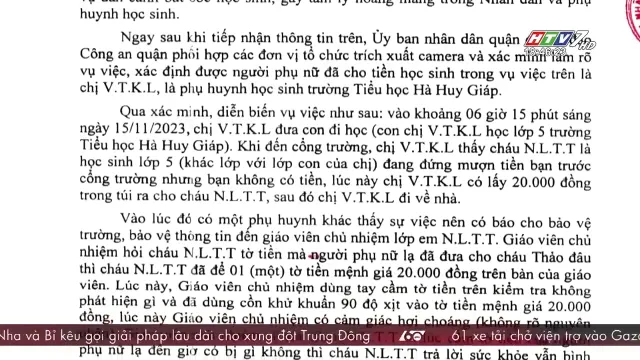 huynh học sinh.
Ngay sau khi tiếp nhận thông tin trên, Ủy ban nhân dân quận
Công an quận phối hợp các đơn vị tổ chức trích xuất camera và xác minh làm rõ
vụ việc, xác định được người phụ nữ đã cho tiền học sinh trong vụ việc trên là
chị V.T.K.L, là phụ huynh học sinh trường Tiểu học Hà Huy Giáp.
Qua xác minh, diễn biến vụ việc như sau: vào khoảng 06 giờ 15 phút sáng
ngày 15/11/2023, chị V.T.K.L đưa con đi học (con chị V.T.K.L học lớp 5 trường
Tiểu học Hà Huy Giáp). Khi đến cổng trường, chị V.T.K.L thấy cháu N.L.T.T là
học sinh lớp 5 (khác lớp với lớp con của chị) đang đứng mượn tiền bạn trước
cổng trường nhưng bạn không có tiền, lúc này chị V.T.K.L có lấy 20.000 đồng
trong túi ra cho cháu N.L.T.T, sau đó chị V.T.K.L đi về nhà.
Vào lúc đó có một phụ huynh khác thấy sự việc nên có báo cho bảo vệ
trường, bảo vệ thông tin đến giáo viên chủ nhiệm lớp em N.L.T.T. Giáo viên chủ
nhiệm hỏi cháu N.L.T.T tờ tiền mà người phụ nữ lạ đã đưa cho cháu Thảo đâu
thì cháu N.L.T.T đã để 01 (một) tờ tiền mệnh giá 20.000 đồng trên bàn của giáo
viên. Lúc này, Giáo viên chủ nhiệm dùng tay cầm tờ tiền trên kiểm tra không
phát hiện gì và đã dùng cồn khử khuẩn 90 độ xịt vào tờ tiền mệnh giá 20.000
đồng, lúc này Giáo viên chủ nhiệm có cảm giác hơi choáng (không rõ nguyên
Nha và Bỉ kêu gọi giải pháp lâu dài cho xung đột Trung Đông 60s 61 xe tải chở viện trợ vào Gaza
phụ nữ lạ đến giờ có bị gì không thì cháu N.L.T.T trả lời sức khỏe vẫn bình
HTV7 HD